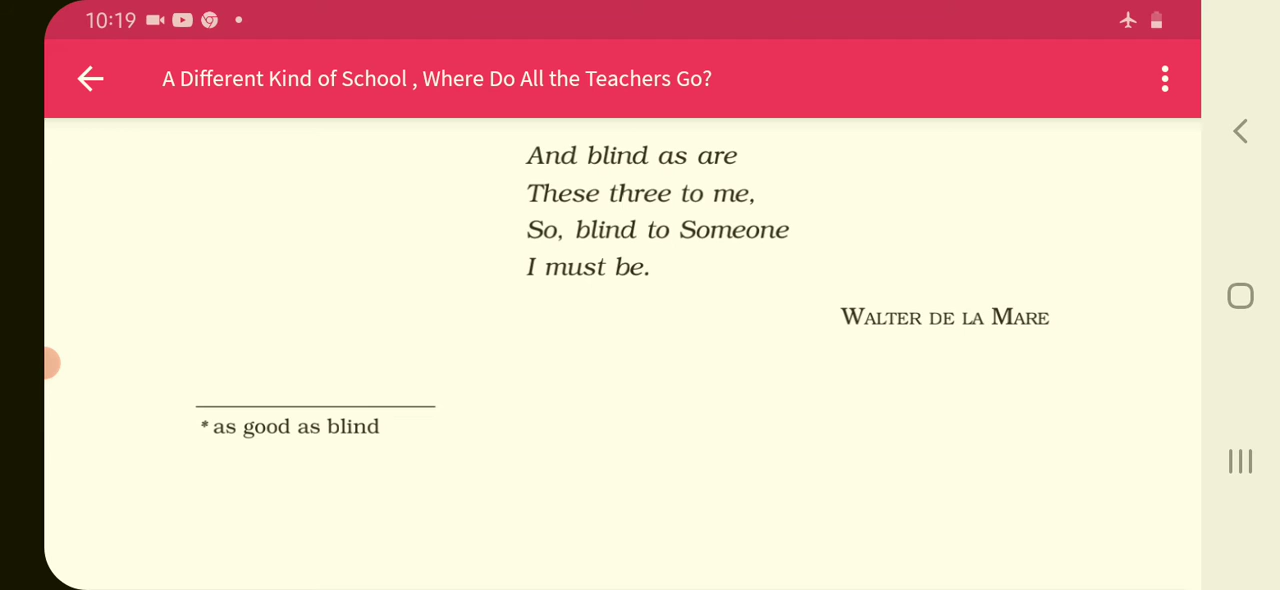 10:19
A Different Kind of School , Where Do All the Teachers Go?
And blind as are
These three to me,
So, blind to Someone
I must be.
WALTER DE LA MARE
* as good as blind